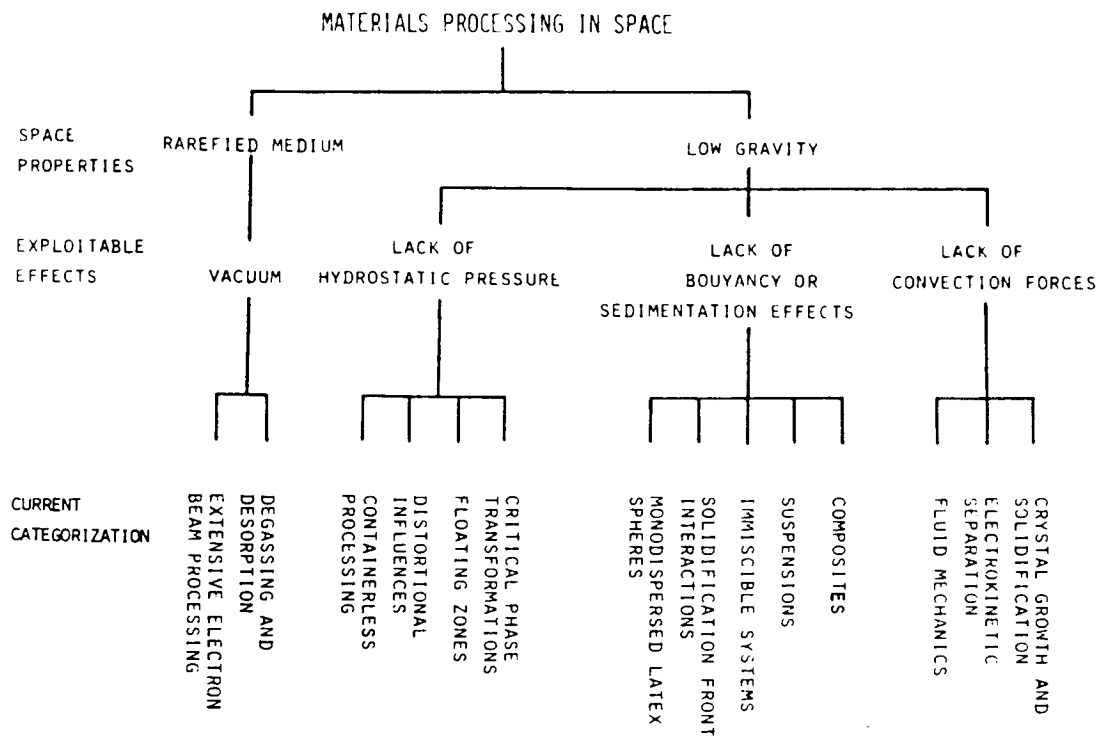 MATERIALS PROCESSING IN SPACE
SPACE
PROPERTIES
RAREFIED MEDIUM
LOW GRAVITY
EXPLOITABLE
EFFECTS
VACUUM
LACK OF
HYDROSTATIC PRESSURE
LACK OF
BOUYANCY OR
SEDIMENTATION EFFECTS
LACK OF
CONVECTION FORCES
CURRENT
CATEGORIZATION
EXTENSIVE ELECTRON
BEAM PROCESSING
DEGASSING AND
DESORPTION
CONTAINERLESS
PROCESSING
DISTORTIONAL
INFLUENCES
FLOATING ZONES
CRITICAL PHASE
TRANSFORMATIONS
MONODISPERSED LATEX
SPHERES
SOLIDIFICATION FRONT
INTERACTIONS
IMMISCIBLE SYSTEMS
SUSPENSIONS
COMPOSITES
FLUID MECHANICS
ELECTROKINETIC
SEPARATION
CRYSTAL GROWTH AND
SOLIDIFICATION